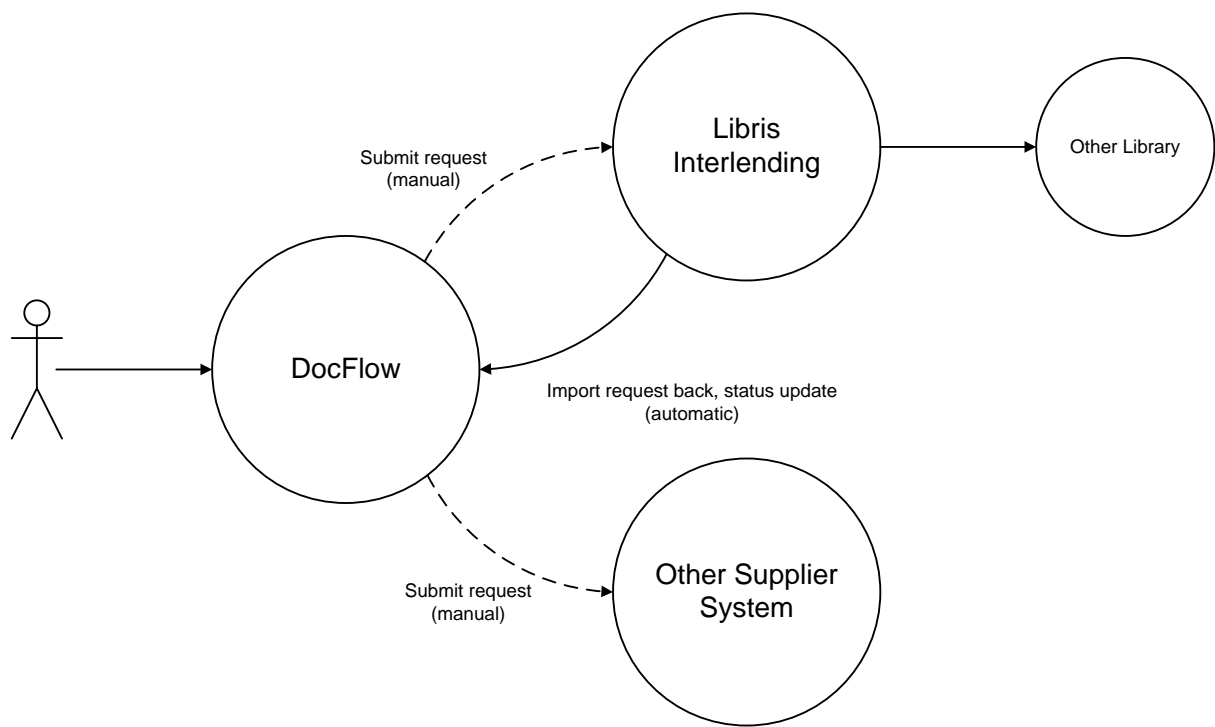 Libris
Interlending
Other Library
Submit request
(manual)
DocFlow
Import request back, status update
(automatic)
Other Supplier
System
Submit request
(manual)